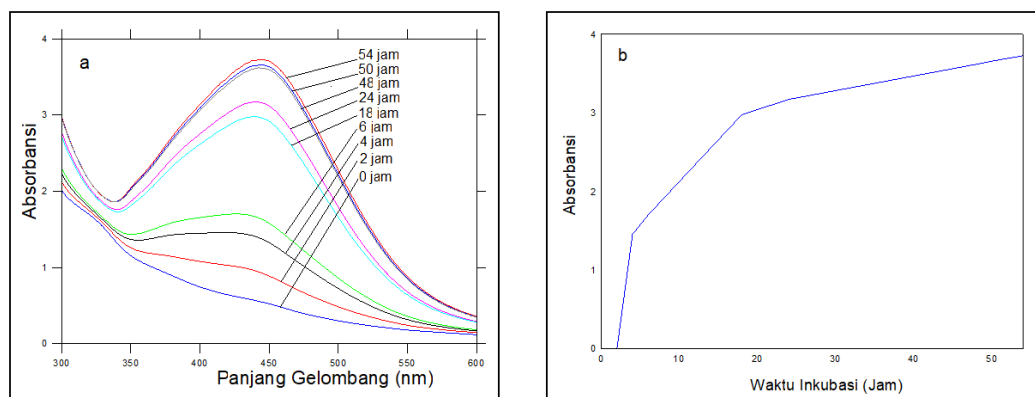 a
54 jam
50 jam
48 jam
24 jam
18 jam
6 jam
4 jam
2 jam
0 jam
Absorbansi
4
3
2
1
0
300 350 400 450 500 550 600
Panjang Gelombang (nm)
b
Absorbansi
4
3
2
1
0
0 10 20 30 40 50
Waktu Inkubasi (Jam)